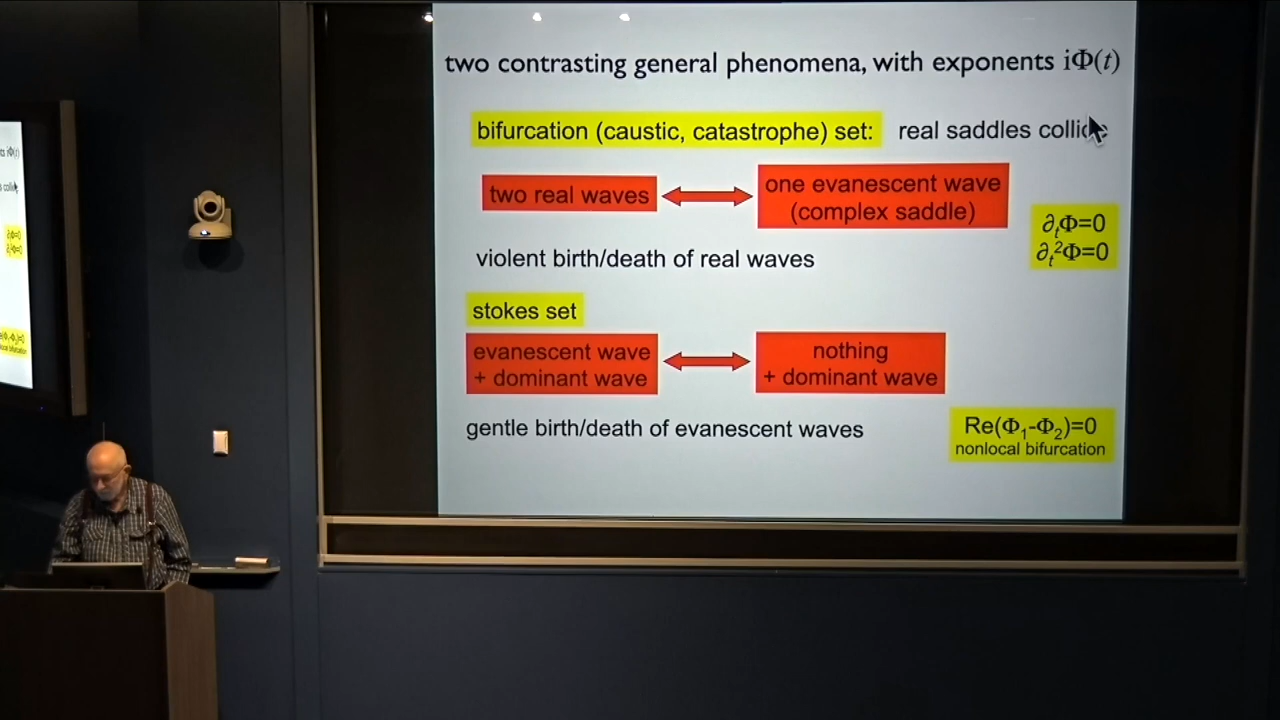 two contrasting general phenomena, with exponents iΦ(t)
bifurcation (caustic, catastrophe) set: real saddles
two real waves
one evanescent wave
(complex saddle)
∂ₜΦ=0
∂ₜ²Φ=0
violent birth/death of real waves
stokes set
evanescent wave
+ dominant wave
nothing
+ dominant wave
gentle birth/death of evanescent waves
Re(Φ₁-Φ₂)=0
nonlocal bifurcation